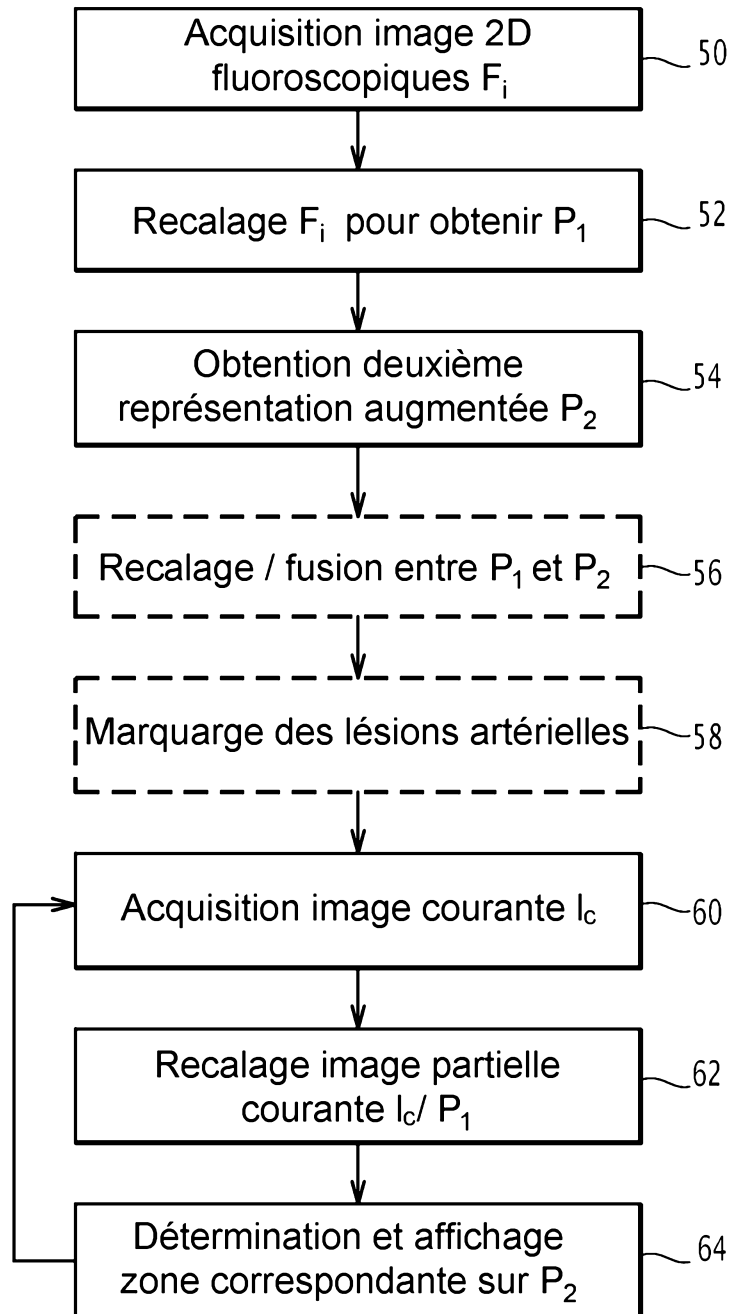 Acquisition image 2D
fluoroscopiques Fᵢ
50
Recalage Fᵢ pour obtenir P₁
52
Obtention deuxième
représentation augmentée P₂
54
Recalage / fusion entre P₁ et P₂
56
Marquarge des lésions artérielles
58
Acquisition image courante I꜀
60
Recalage image partielle
courante I꜀/ P₁
62
Détermination et affichage
zone correspondante sur P₂
64